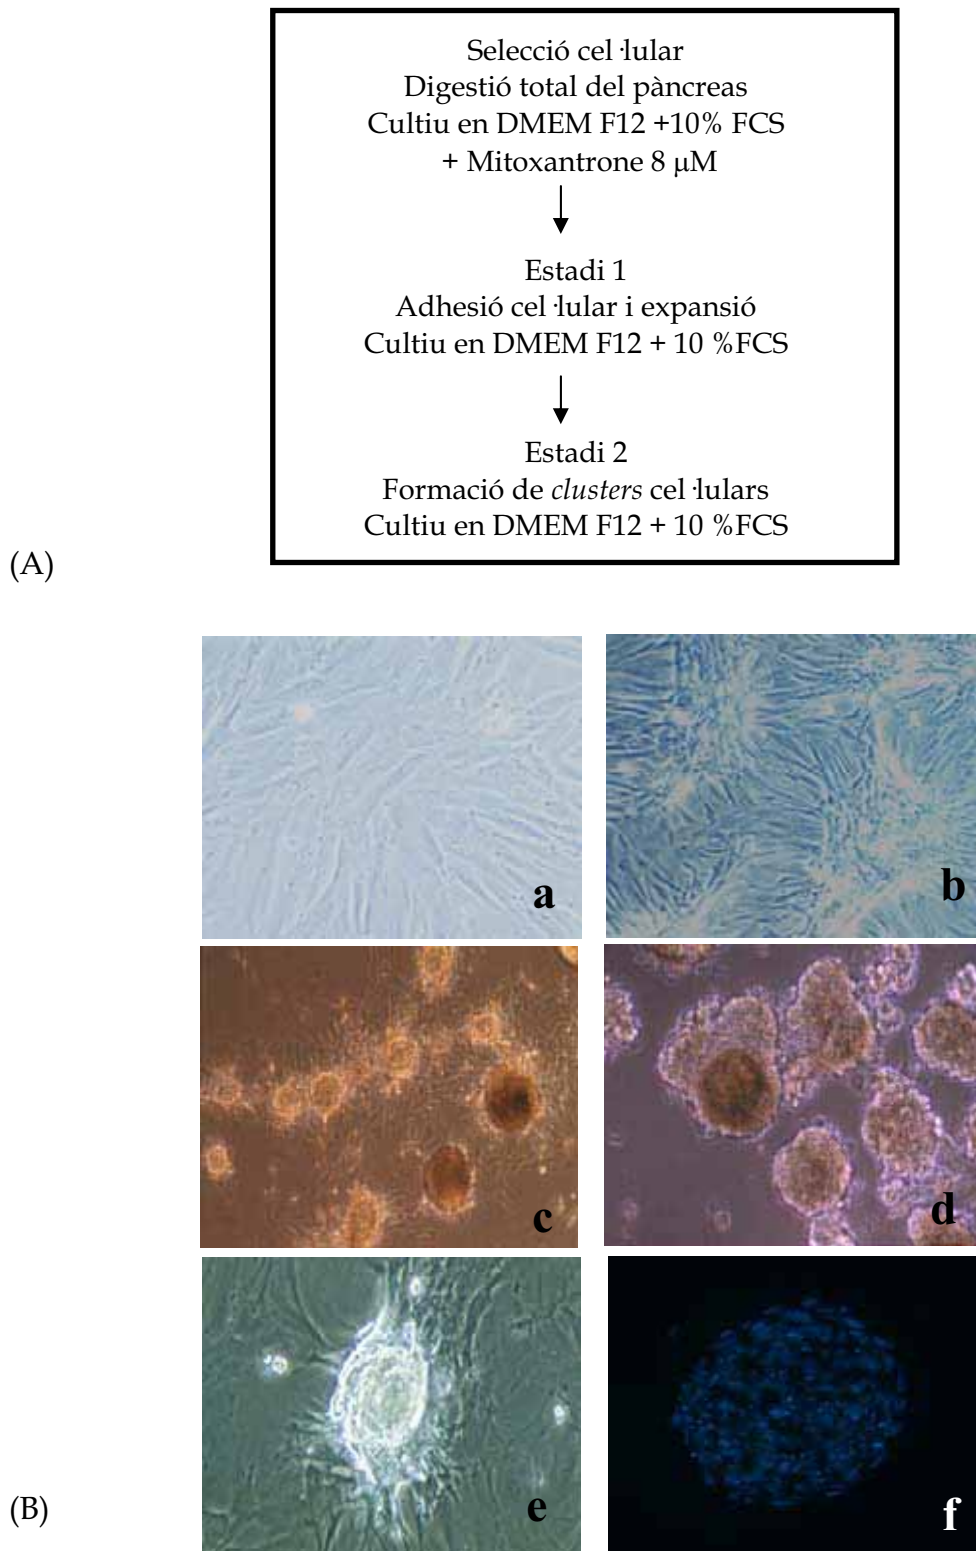 Selecció cel·lular
Digestió total del pàncreas
Cultiu en DMEM F12 +10% FCS
+ Mitoxantrone 8 µM
Estadi 1
Adhesió cel·lular i expansió
Cultiu en DMEM F12 + 10 %FCS
Estadi 2
Formació de clusters cel·lulars
Cultiu en DMEM F12 + 10 %FCS
(A)
a
b
c
d
e
f
(B)